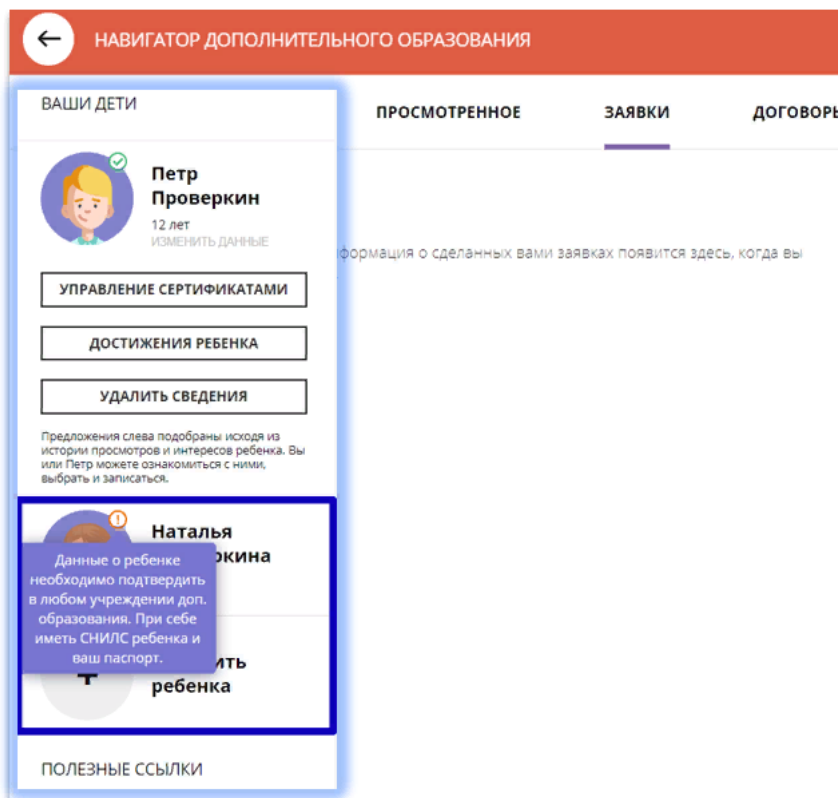 НАВИГАТОР ДОПОЛНИТЕЛЬНОГО ОБРАЗОВАНИЯ
ВАШИ ДЕТИ
ПРОСМОТРЕННОЕ
ЗАЯВКИ
Петр
Проверкин
12 лет
ИЗМЕНИТЬ ДАННЫЕ
о сделанных вами заявках появится здесь, когда вы
УПРАВЛЕНИЕ СЕРТИФИКАТАМИ
ДОСТИЖЕНИЯ РЕБЕНКА
УДАЛИТЬ СВЕДЕНИЯ
Предложения слева подобраны исходя из
истории просмотров и интересов ребенка. Вы
или Петр можете ознакомиться с ними,
выбрать и записаться.
Наталья
Данные о ребенке
необходимо подтвердить
в любом учреждении доп.
образования. При себе
иметь СНИЛС ребенка и
ваш паспорт.
ребенка
ПОЛЕЗНЫЕ ССЫЛКИ